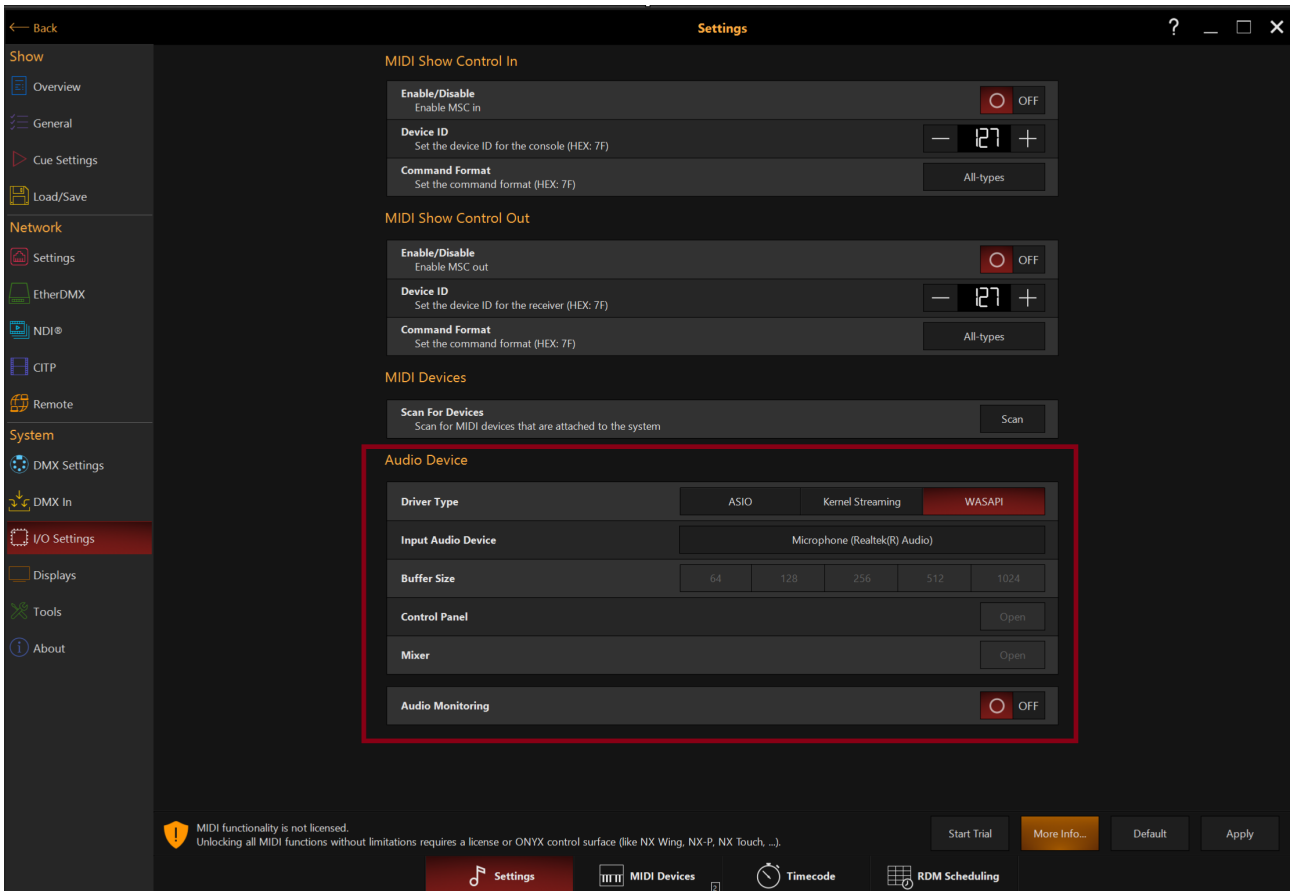 Back
Settings
?
Show
Overview
General
Cue Settings
Load/Save
Network
Settings
EtherDMX
NDI®
CITP
Remote
System
DMX Settings
DMX In
I/O Settings
Displays
Tools
About
MIDI Show Control In
Enable/Disable
Enable MSC in
OFF
Device ID
Set the device ID for the console (HEX: 7F)
127
Command Format
Set the command format (HEX: 7F)
All-types
MIDI Show Control Out
Enable/Disable
Enable MSC out
OFF
Device ID
Set the device ID for the receiver (HEX: 7F)
127
Command Format
Set the command format (HEX: 7F)
All-types
MIDI Devices
Scan For Devices
Scan for MIDI devices that are attached to the system
Scan
Audio Device
Driver Type
ASIO
Kernel Streaming
WASAPI
Input Audio Device
Microphone (Realtek(R) Audio)
Buffer Size
64
128
256
512
1024
Control Panel
Open
Mixer
Open
Audio Monitoring
OFF
MIDI functionality is not licensed.
Unlocking all MIDI functions without limitations requires a license or ONYX control surface (like NX Wing, NX-P, NX Touch, ...).
Start Trial
More Info...
Default
Apply
Settings
MIDI Devices
2
Timecode
RDM Scheduling